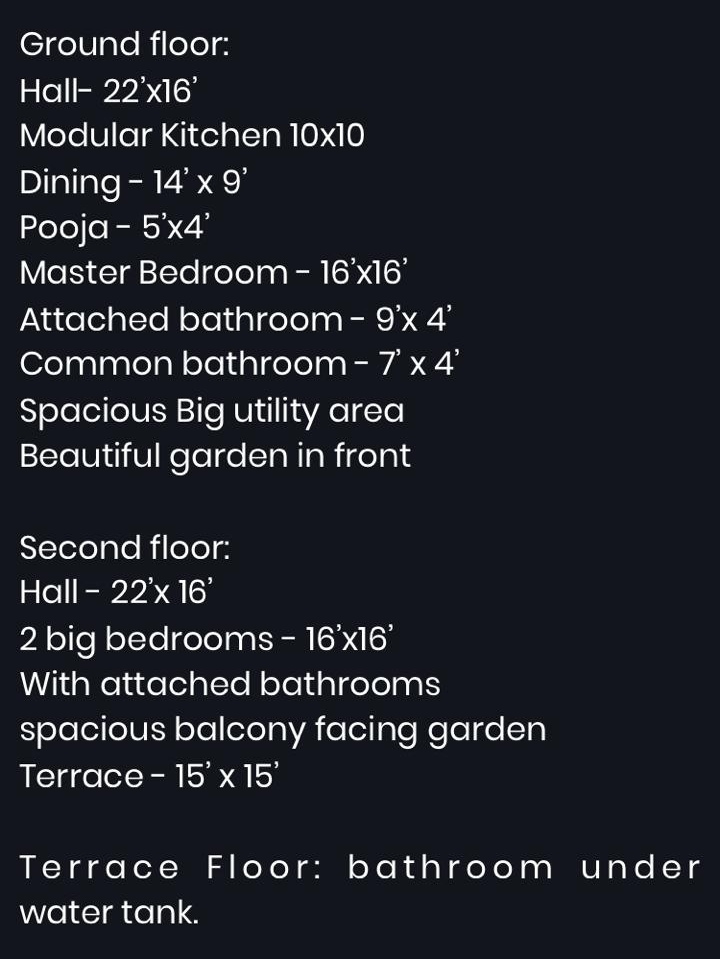 Ground floor:
Hall- 22’x16’
Modular Kitchen 10x10
Dining - 14’ x 9’
Pooja - 5’x4’
Master Bedroom - 16’x16’
Attached bathroom - 9’x 4’
Common bathroom - 7’ x 4’
Spacious Big utility area
Beautiful garden in front
Second floor:
Hall - 22’x 16’
2 big bedrooms - 16’x16’
With attached bathrooms
spacious balcony facing garden
Terrace - 15’ x 15’
Terrace Floor: bathroom under
water tank.